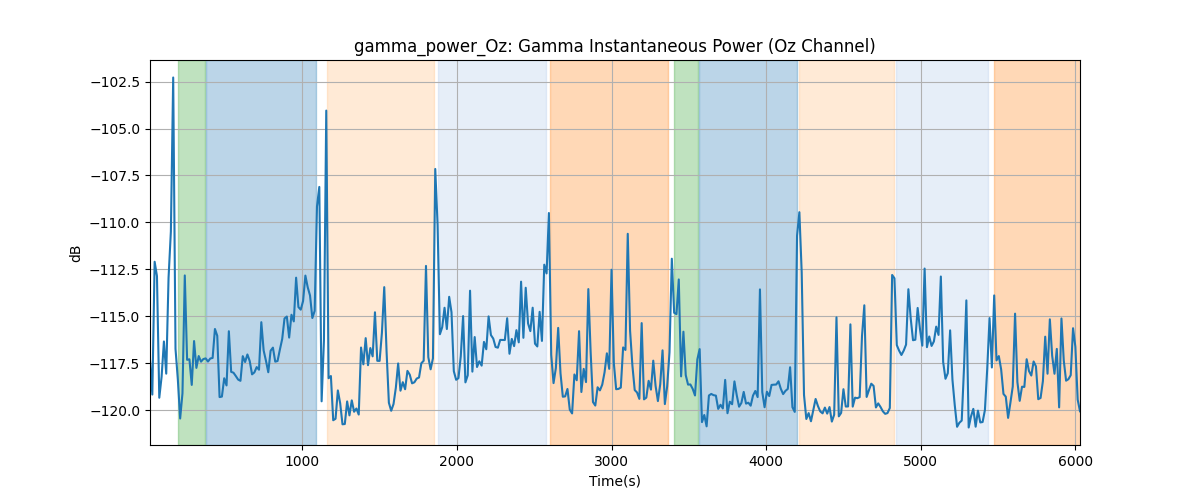 gamma_power_Oz: Gamma Instantaneous Power (Oz Channel)
dB
−102.5
−105.0
−107.5
−110.0
−112.5
−115.0
−117.5
−120.0
1000 2000 3000 4000 5000 6000
Time(s)